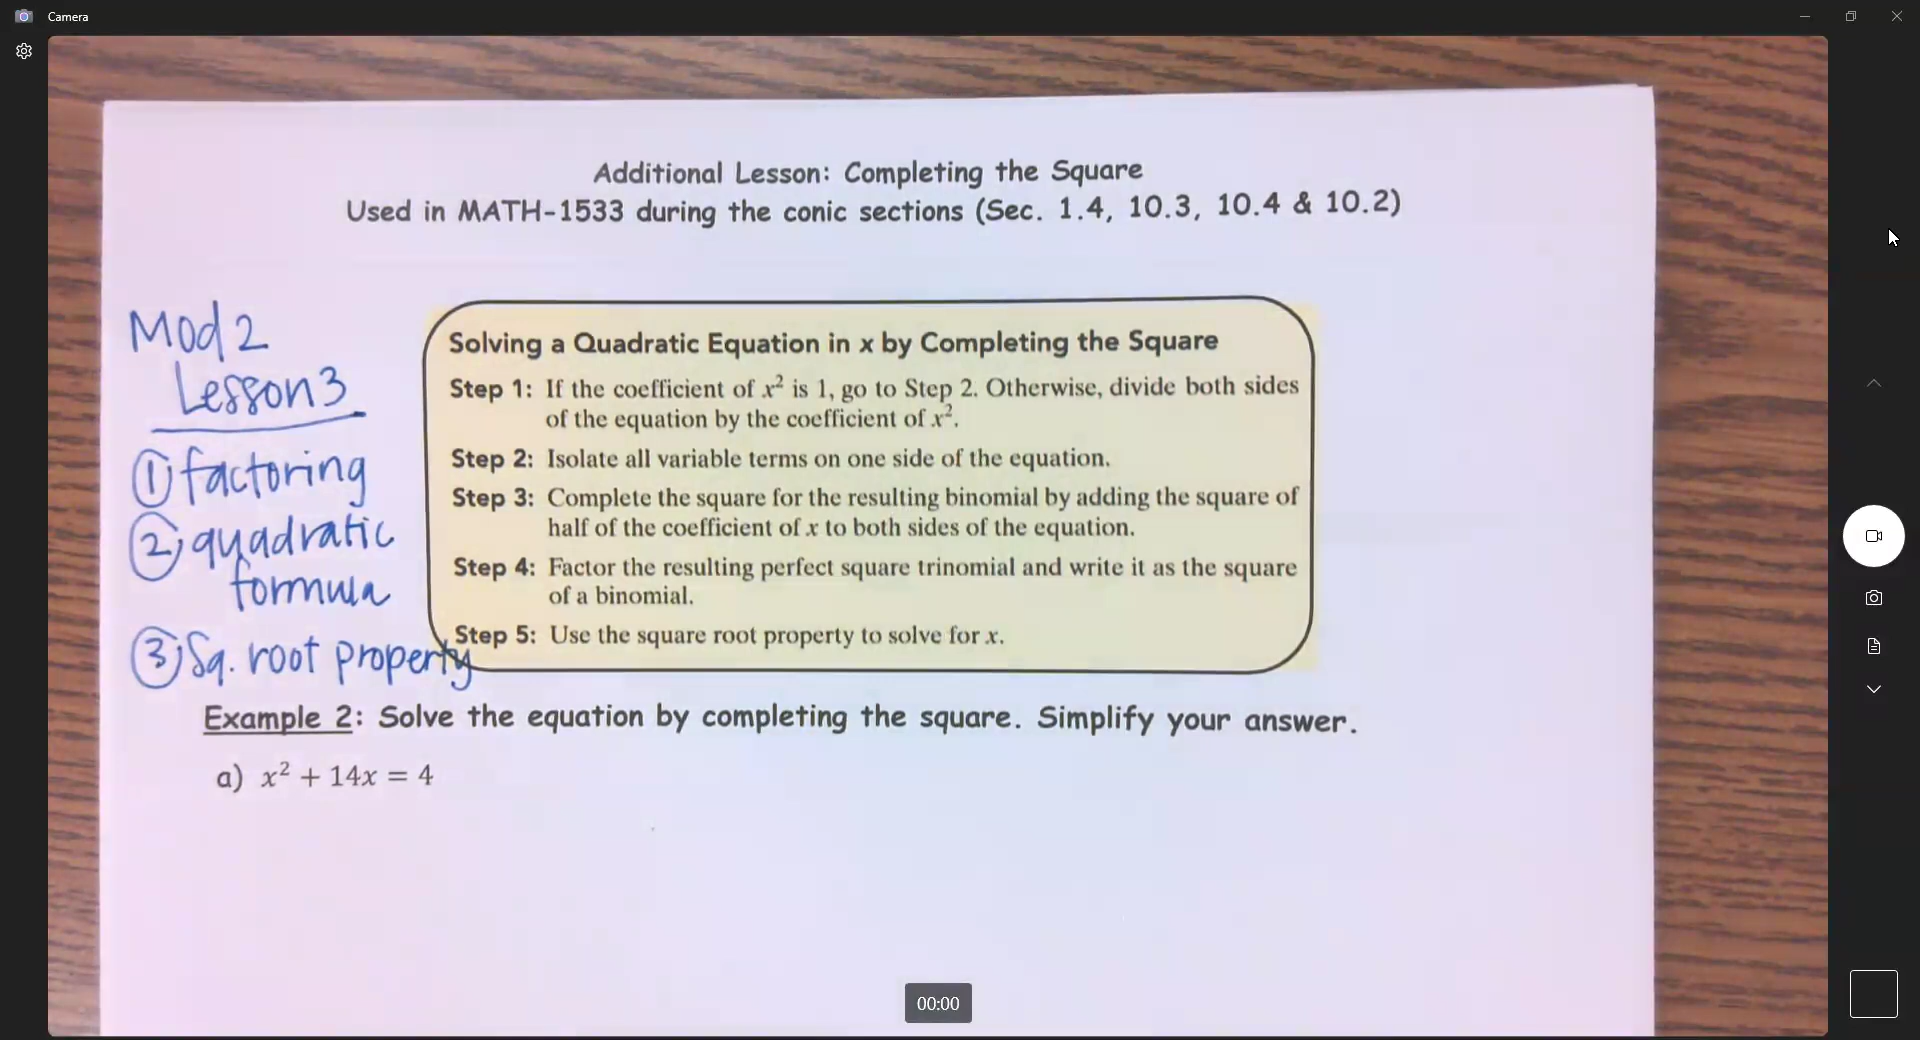 Camera
Additional Lesson: Completing the Square
Used in MATH-1533 during the conic sections (Sec. 1.4, 10.3, 10.4 & 10.2)
Mod 2
Lesson 3
① factoring
② quadratic
formula
③ Sq. root property
Solving a Quadratic Equation in x by Completing the Square
Step 1: If the coefficient of x² is 1, go to Step 2. Otherwise, divide both sides
of the equation by the coefficient of x².
Step 2: Isolate all variable terms on one side of the equation.
Step 3: Complete the square for the resulting binomial by adding the square of
half of the coefficient of x to both sides of the equation.
Step 4: Factor the resulting perfect square trinomial and write it as the square
of a binomial.
Step 5: Use the square root property to solve for x.
Example 2: Solve the equation by completing the square. Simplify your answer.
a) x² + 14x = 4
00:00